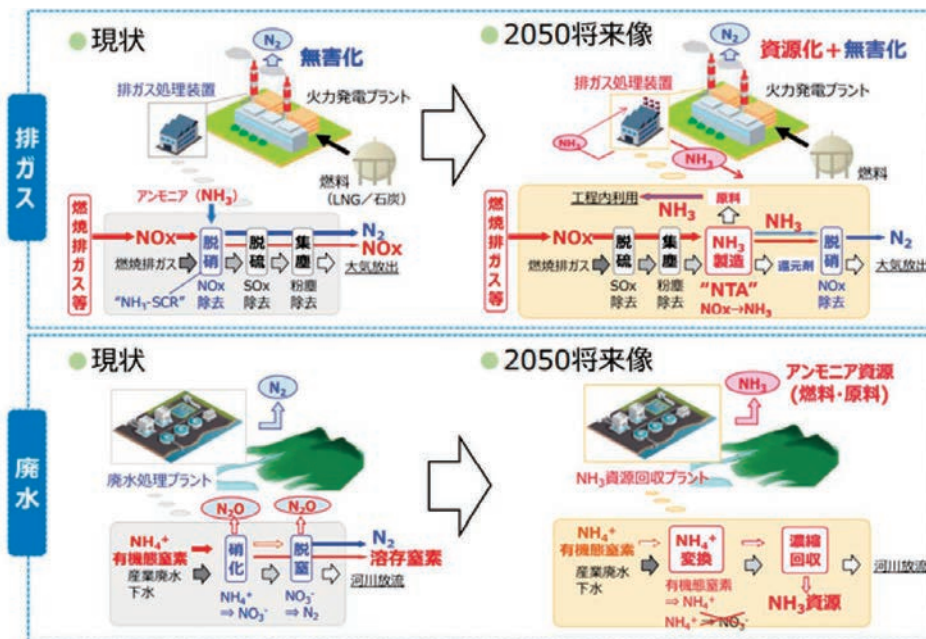 排ガス
現状
N₂
無害化
排ガス処理装置
火力発電プラント
燃料
(LNG/石炭)
アンモニア (NH₃)
燃焼排ガス等
NOx
脱硝
脱硫
集塵
N₂
NOx
大気放出
燃焼排ガス
"NH₃-SCR"
NOx
除去
SOx
除去
粉塵
除去
2050将来像
N₂
資源化+無害化
排ガス処理装置
火力発電プラント
NH₃
NH₃
燃料
工程内利用
NH₃
原料
燃焼排ガス等
NOx
脱硫
集塵
NH₃
製造
NH₃
還元剤
脱硝
N₂
大気放出
燃焼排ガス
SOx
除去
粉塵
除去
"NTA"
NOx→NH₃
NOx
除去
廃水
現状
N₂
廃水処理プラント
N₂O
N₂O
NH₄⁺
有機態窒素
産業廃水
下水
硝化
脱窒
N₂
溶存窒素
河川放流
NH₄⁺
⇒ NO₃⁻
NO₃⁻
⇒ N₂
2050将来像
NH₃
アンモニア資源
(燃料・原料)
NH₃資源回収プラント
NH₄⁺
有機態窒素
産業廃水
下水
NH₄⁺
変換
濃縮
回収
河川放流
有機態窒素
⇒ NH₄⁺
NH₄⁺ ⇒ NO₃⁻
NH₃資源